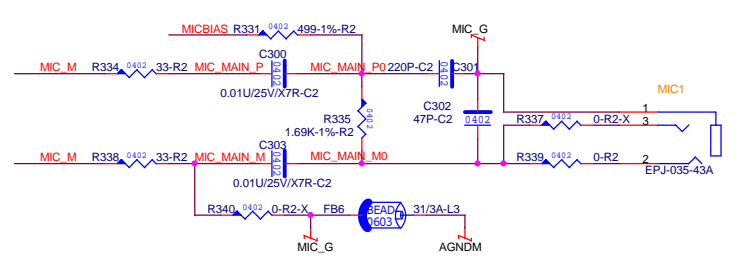 MICBIAS R331 0402 499-1%-R2 MIC_G
C300
MIC_M R334 0402 33-R2 MIC_MAIN_P 0402 MIC_MAIN_P0 220P-C2 0402 C301
0.01U/25V/X7R-C2
MIC1
C302
R335 0402 47P-C2 0402 R337 0402 0-R2-X 1
1.69K-1%-R2 3
C303
MIC_M R338 0402 33-R2 MIC_MAIN_M 0402 MIC_MAIN_M0 R339 0402 0-R2 2
EPJ-035-43A
0.01U/25V/X7R-C2
R340 0402 0-R2-X FB6 BEAD 31/3A-L3
0603
MIC_G AGNDM